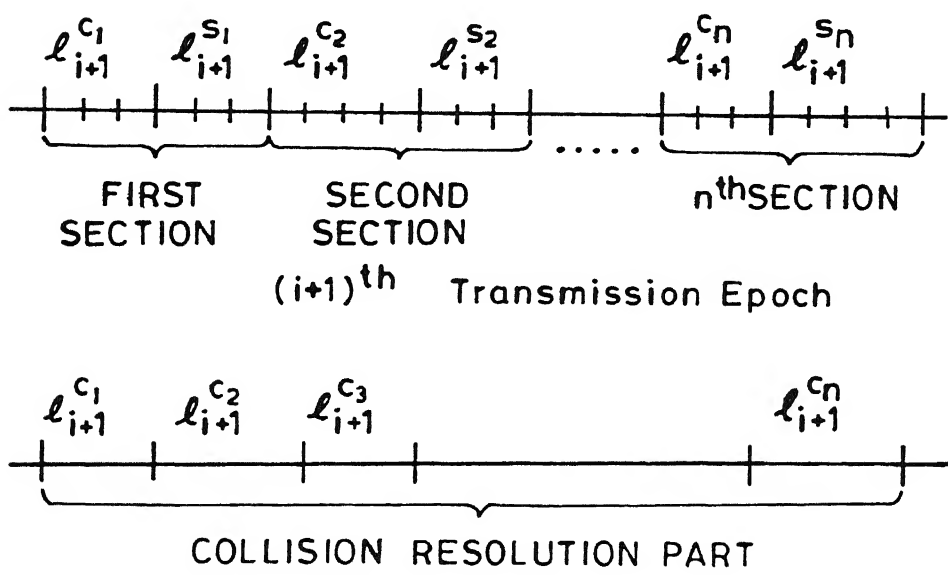 ℓ_{i+1}^{C_1} ℓ_{i+1}^{S_1} ℓ_{i+1}^{C_2} ℓ_{i+1}^{S_2} ℓ_{i+1}^{C_n} ℓ_{i+1}^{S_n}
.....
FIRST SECOND n^{th} SECTION
SECTION SECTION
(i+1)^{th} Transmission Epoch
ℓ_{i+1}^{C_1} ℓ_{i+1}^{C_2} ℓ_{i+1}^{C_3} ℓ_{i+1}^{C_n}
COLLISION RESOLUTION PART